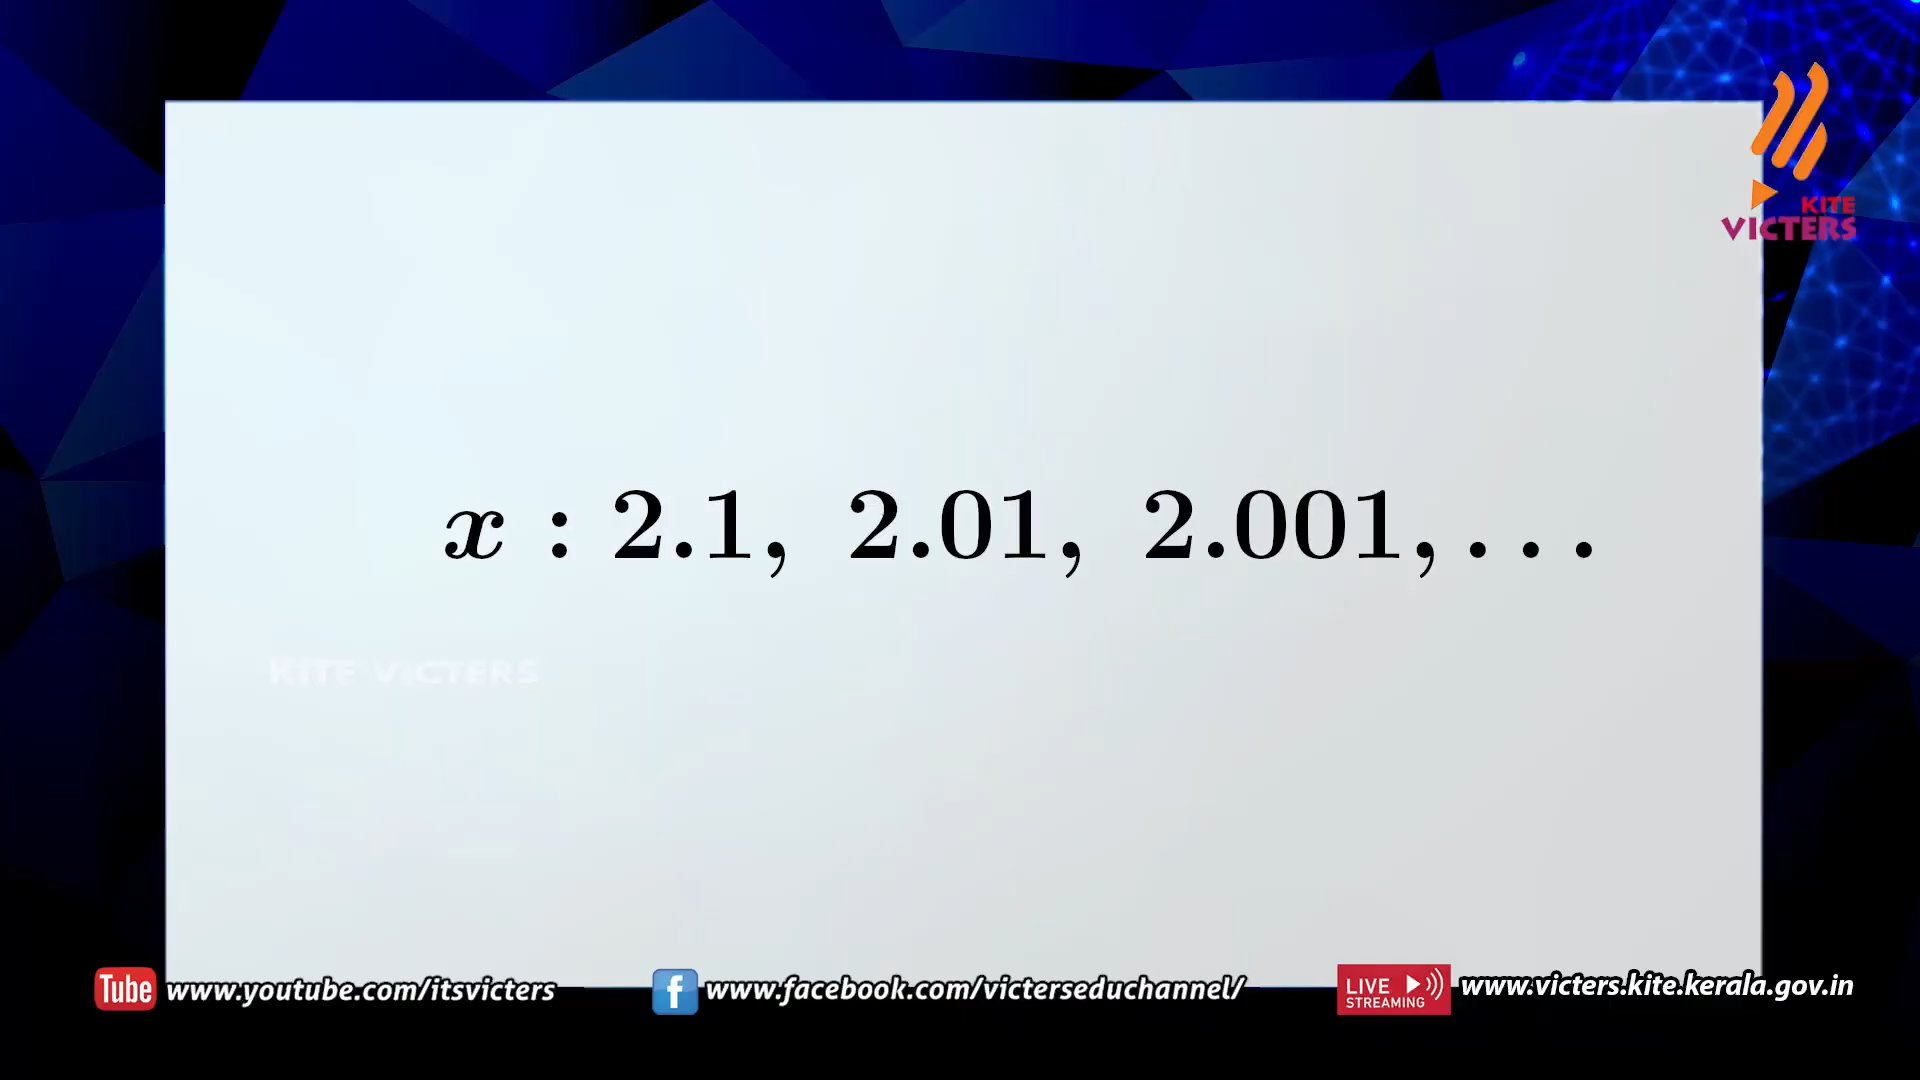 KITE
VICTERS
x : 2.1, 2.01, 2.001, . . .
KITE VICTERS
Tube www.youtube.com/itsvicters
f www.facebook.com/victerseduchannel/
LIVE STREAMING www.victers.kite.kerala.gov.in